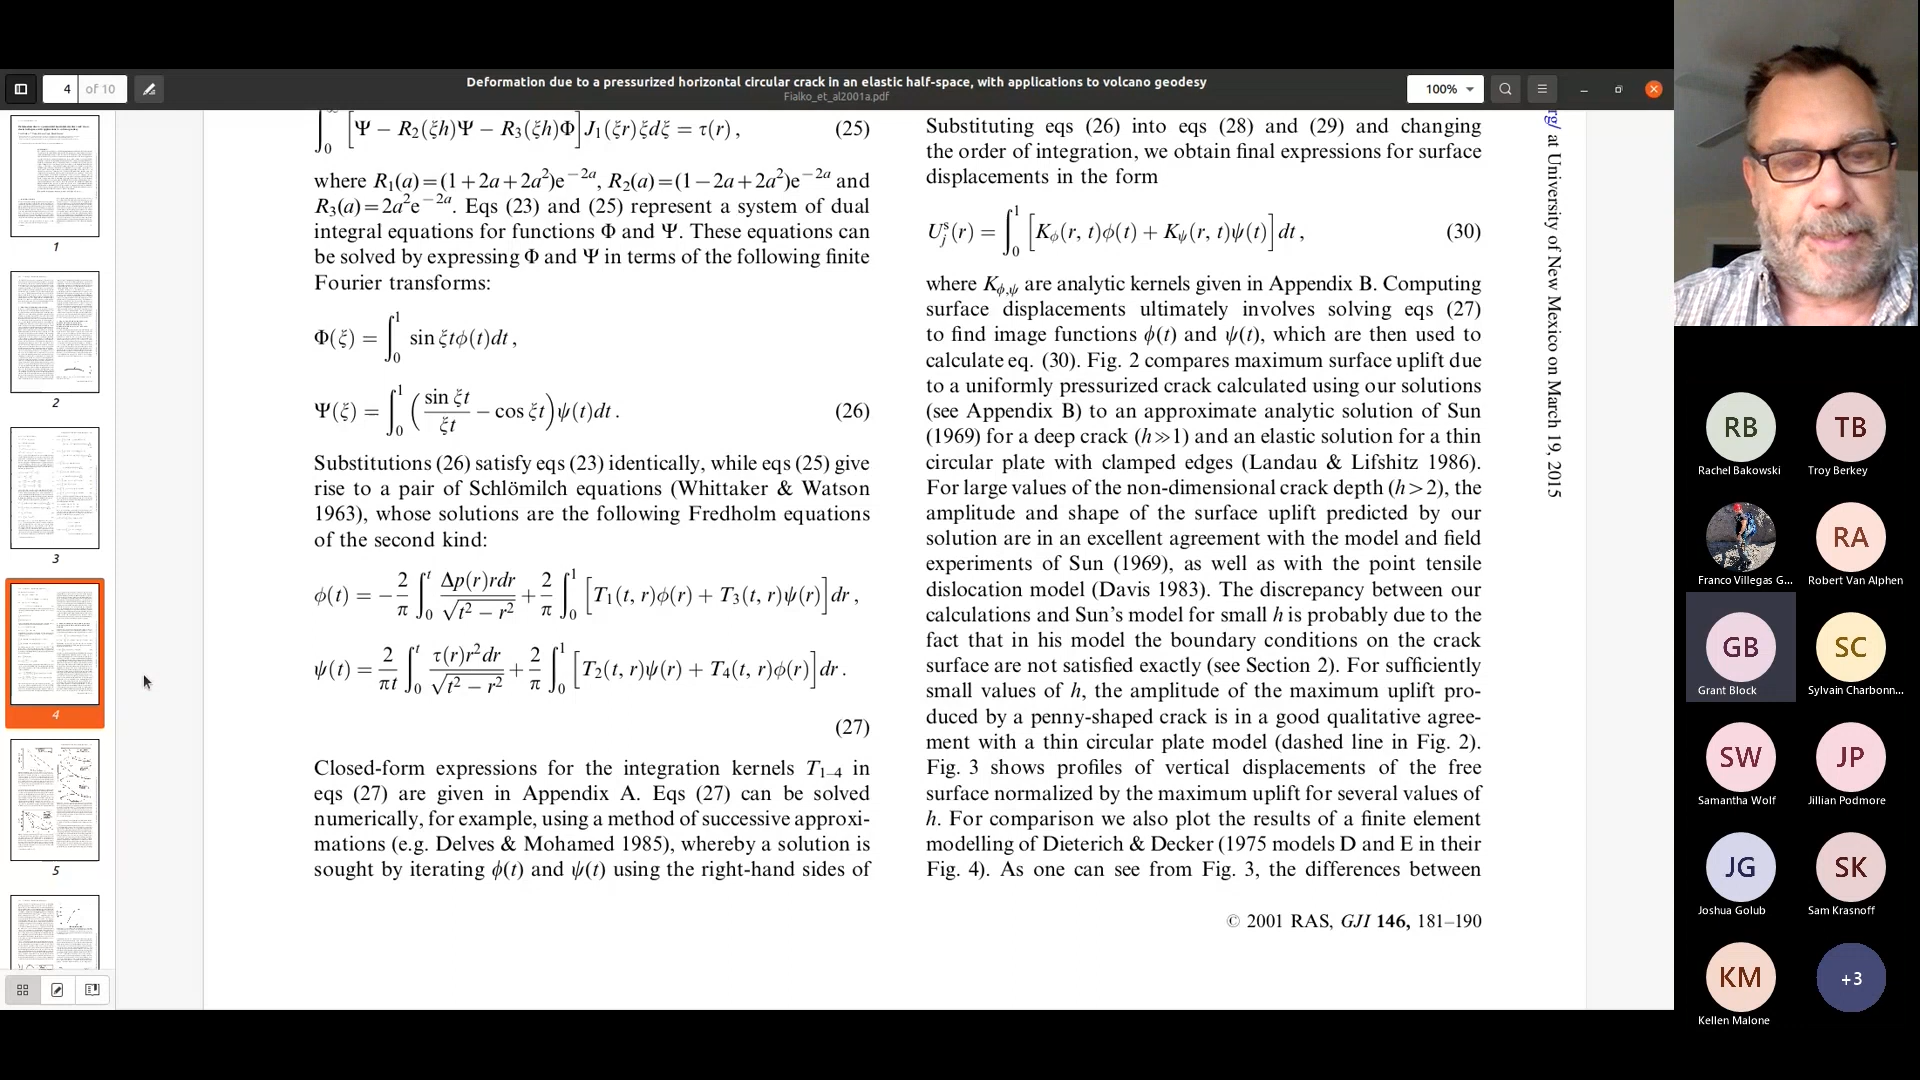 4 of 10
Deformation due to a pressurized horizontal circular crack in an elastic half-space, with applications to volcano geodesy
Fialko_et_al2001a.pdf
100%
1
2
3
4
5
∫₀^∞ [Ψ − R₂(ξh)Ψ − R₃(ξh)Φ] J₁(ξr)ξdξ = τ(r), (25)
where R₁(a)=(1+2a+2a²)e^{−2a}, R₂(a)=(1−2a+2a²)e^{−2a} and
R₃(a)=2a²e^{−2a}. Eqs (23) and (25) represent a system of dual
integral equations for functions Φ and Ψ. These equations can
be solved by expressing Φ and Ψ in terms of the following finite
Fourier transforms:
Φ(ξ) = ∫₀¹ sin ξtϕ(t)dt,
Ψ(ξ) = ∫₀¹ (sin ξt/ξt − cos ξt)ψ(t)dt. (26)
Substitutions (26) satisfy eqs (23) identically, while eqs (25) give
rise to a pair of Schlömilch equations (Whittaker & Watson
1963), whose solutions are the following Fredholm equations
of the second kind:
ϕ(t) = −2/π ∫₀ᵗ Δp(r)rdr/√(t² − r²) + 2/π ∫₀¹ [T₁(t, r)ϕ(r) + T₃(t, r)ψ(r)]dr,
ψ(t) = 2/πt ∫₀ᵗ τ(r)r²dr/√(t² − r²) + 2/π ∫₀¹ [T₂(t, r)ψ(r) + T₄(t, r)ϕ(r)]dr.
(27)
Closed-form expressions for the integration kernels T₁₋₄ in
eqs (27) are given in Appendix A. Eqs (27) can be solved
numerically, for example, using a method of successive approxi-
mations (e.g. Delves & Mohamed 1985), whereby a solution is
sought by iterating ϕ(t) and ψ(t) using the right-hand sides of
Substituting eqs (26) into eqs (28) and (29) and changing
the order of integration, we obtain final expressions for surface
displacements in the form
Uⱼˢ(r) = ∫₀¹ [K_ϕ(r, t)ϕ(t) + K_ψ(r, t)ψ(t)]dt, (30)
where K_ϕ,ψ are analytic kernels given in Appendix B. Computing
surface displacements ultimately involves solving eqs (27)
to find image functions ϕ(t) and ψ(t), which are then used to
calculate eq. (30). Fig. 2 compares maximum surface uplift due
to a uniformly pressurized crack calculated using our solutions
(see Appendix B) to an approximate analytic solution of Sun
(1969) for a deep crack (h≫1) and an elastic solution for a thin
circular plate with clamped edges (Landau & Lifshitz 1986).
For large values of the non-dimensional crack depth (h>2), the
amplitude and shape of the surface uplift predicted by our
solution are in an excellent agreement with the model and field
experiments of Sun (1969), as well as with the point tensile
dislocation model (Davis 1983). The discrepancy between our
calculations and Sun's model for small h is probably due to the
fact that in his model the boundary conditions on the crack
surface are not satisfied exactly (see Section 2). For sufficiently
small values of h, the amplitude of the maximum uplift pro-
duced by a penny-shaped crack is in a good qualitative agree-
ment with a thin circular plate model (dashed line in Fig. 2).
Fig. 3 shows profiles of vertical displacements of the free
surface normalized by the maximum uplift for several values of
h. For comparison we also plot the results of a finite element
modelling of Dieterich & Decker (1975 models D and E in their
Fig. 4). As one can see from Fig. 3, the differences between
© 2001 RAS, GJI 146, 181–190
rg/ at University of New Mexico on March 19, 2015
RB
Rachel Bakowski
TB
Troy Berkey
Franco Villegas G...
RA
Robert Van Alphen
GB
Grant Block
SC
Sylvain Charbonn...
SW
Samantha Wolf
JP
Jillian Podmore
JG
Joshua Golub
SK
Sam Krasnoff
KM
Kellen Malone
+3